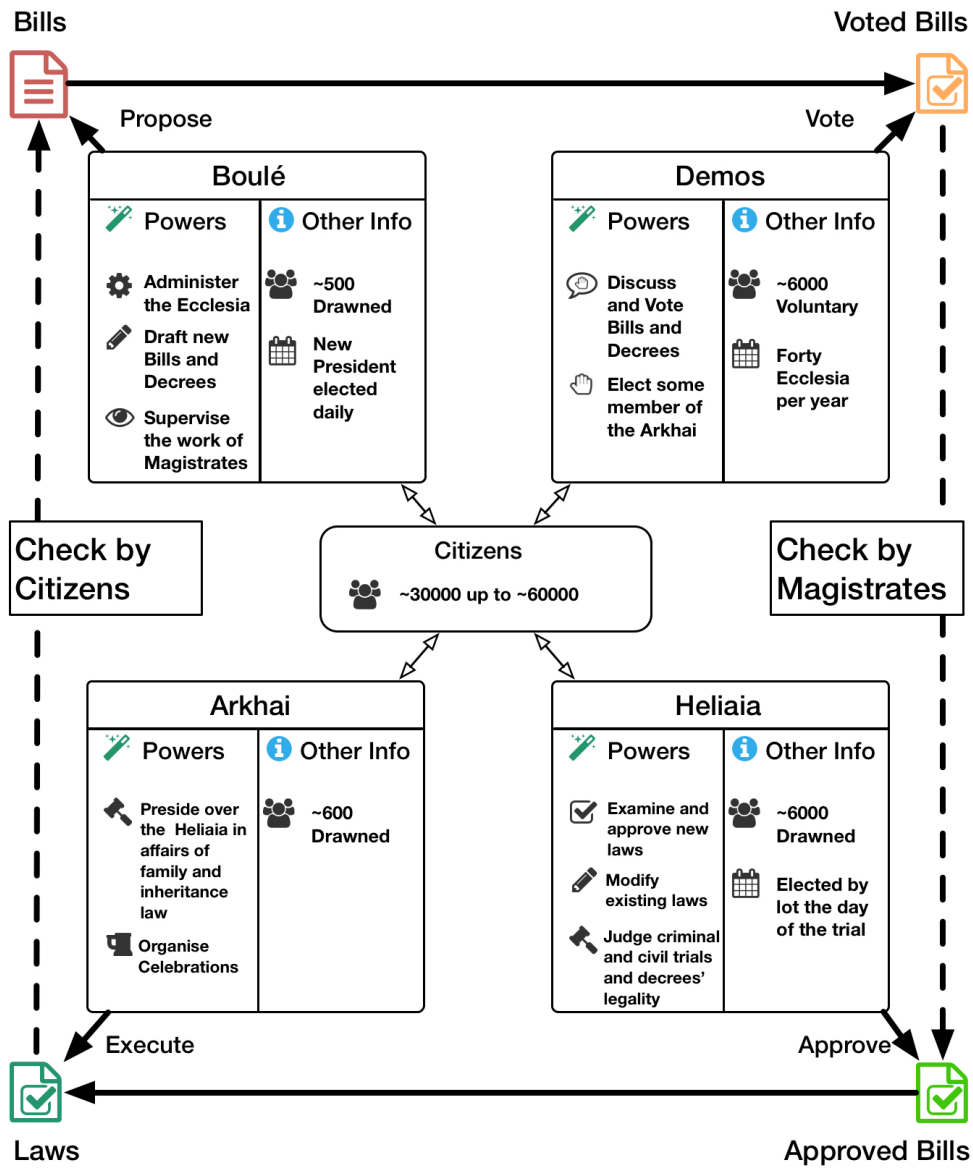 Bills
Voted Bills
Propose
Vote
Boulé
Powers
Administer
the Ecclesia
Draft new
Bills and
Decrees
Supervise
the work of
Magistrates
Other Info
~500
Drawned
New
President
elected
daily
Demos
Powers
Discuss
and Vote
Bills and
Decrees
Elect some
member of
the Arkhai
Other Info
~6000
Voluntary
Forty
Ecclesia
per year
Check by
Citizens
Citizens
~30000 up to ~60000
Check by
Magistrates
Arkhai
Powers
Preside over
the Heliaia in
affairs of
family and
inheritance
law
Organise
Celebrations
Other Info
~600
Drawned
Heliaia
Powers
Examine and
approve new
laws
Modify
existing laws
Judge criminal
and civil trials
and decrees’
legality
Other Info
~6000
Drawned
Elected by
lot the day
of the trial
Execute
Approve
Laws
Approved Bills